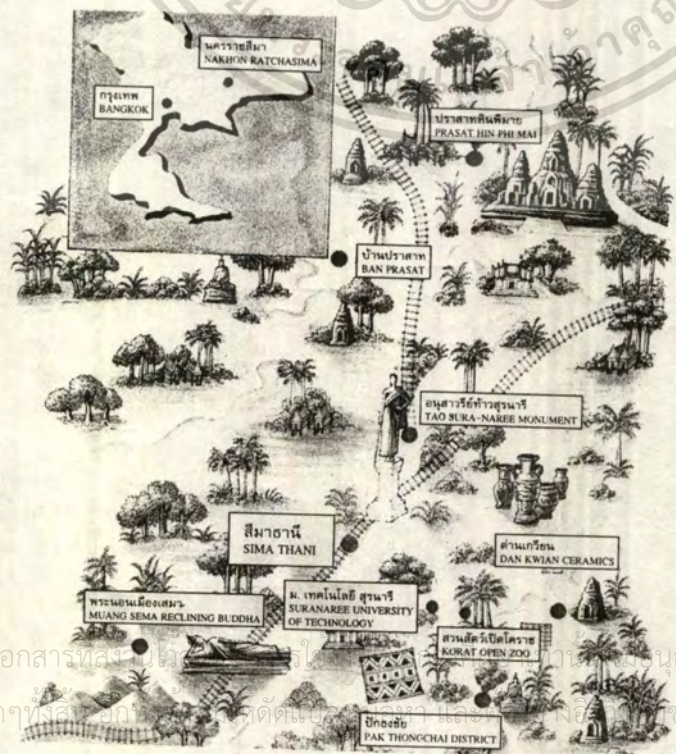 นครราชสีมา
NAKHON RATCHASIMA
กรุงเทพ
BANGKOK
ปราสาทหินพิมาย
PRASAT HIN PHI MAI
บ้านปราสาท
BAN PRASAT
อนุสาวรีย์ท้าวสุรนารี
TAO SURA-NAREE MONUMENT
สีมาธานี
SIMA THANI
ด่านเกวียน
DAN KWIAN CERAMICS
พระนอนเมืองเสมา
MUANG SEMA RECLINING BUDDHA
ม. เทคโนโลยี สุรนารี
SURANAREE UNIVERSITY
OF TECHNOLOGY
สวนสัตว์เปิดโคราช
KORAT OPEN ZOO
ปักธงชัย
PAK THONGCHAI DISTRICT